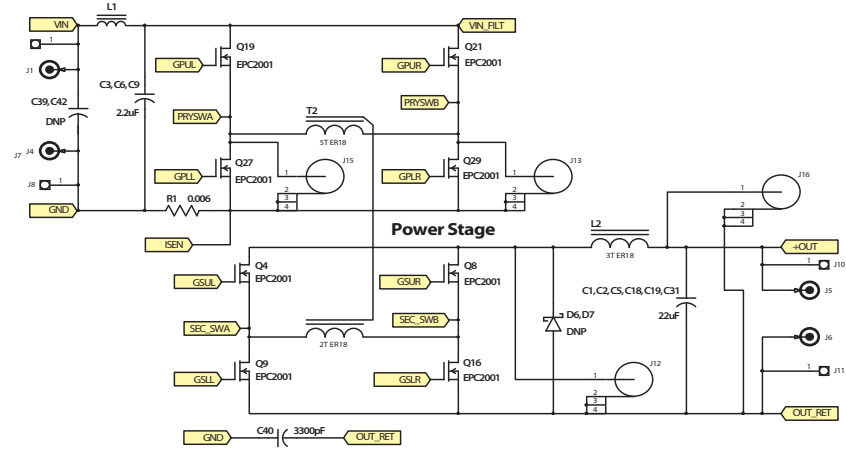 L1
VIN
VIN_FILT
1
J1
Q19
GPUL
EPC2001
Q21
GPUR
EPC2001
C3, C6, C9
2.2uF
C39, C42
DNP
PRYSWA
T2
PRYSWB
5T ER18
J7
J4
J8
1
GPLL
Q27
EPC2001
1
J15
2
3
4
GPLR
Q29
EPC2001
1
J13
2
3
4
1
J16
2
3
4
GND
R1 0.006
ISEN
Power Stage
L2
3T ER18
+OUT
1
J10
J5
Q4
GSUL
EPC2001
Q8
GSUR
EPC2001
C1, C2, C5, C18, C19, C31
22uF
SEC_SWA
2T ER18
SEC_SWB
D6, D7
DNP
J6
Q9
GSLL
EPC2001
Q16
GSLR
EPC2001
1
J12
2
3
4
1
J11
OUT_RET
GND
C40 3300pF
OUT_RET